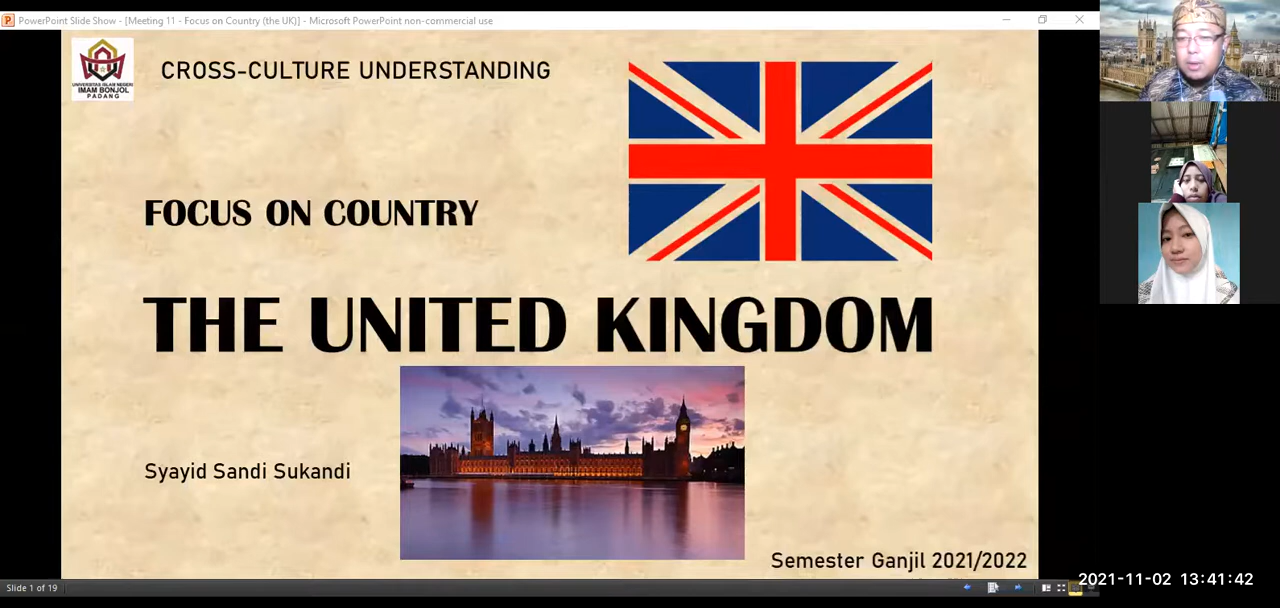 PowerPoint Slide Show - [Meeting 11 - Focus on Country (the UK)] - Microsoft PowerPoint non-commercial use
UNIVERSITAS ISLAM NEGERI
IMAM BONJOL
PADANG
CROSS-CULTURE UNDERSTANDING
FOCUS ON COUNTRY
THE UNITED KINGDOM
Syayid Sandi Sukandi
Semester Ganjil 2021/2022
Slide 1 of 19
2021-11-02 13:41:42